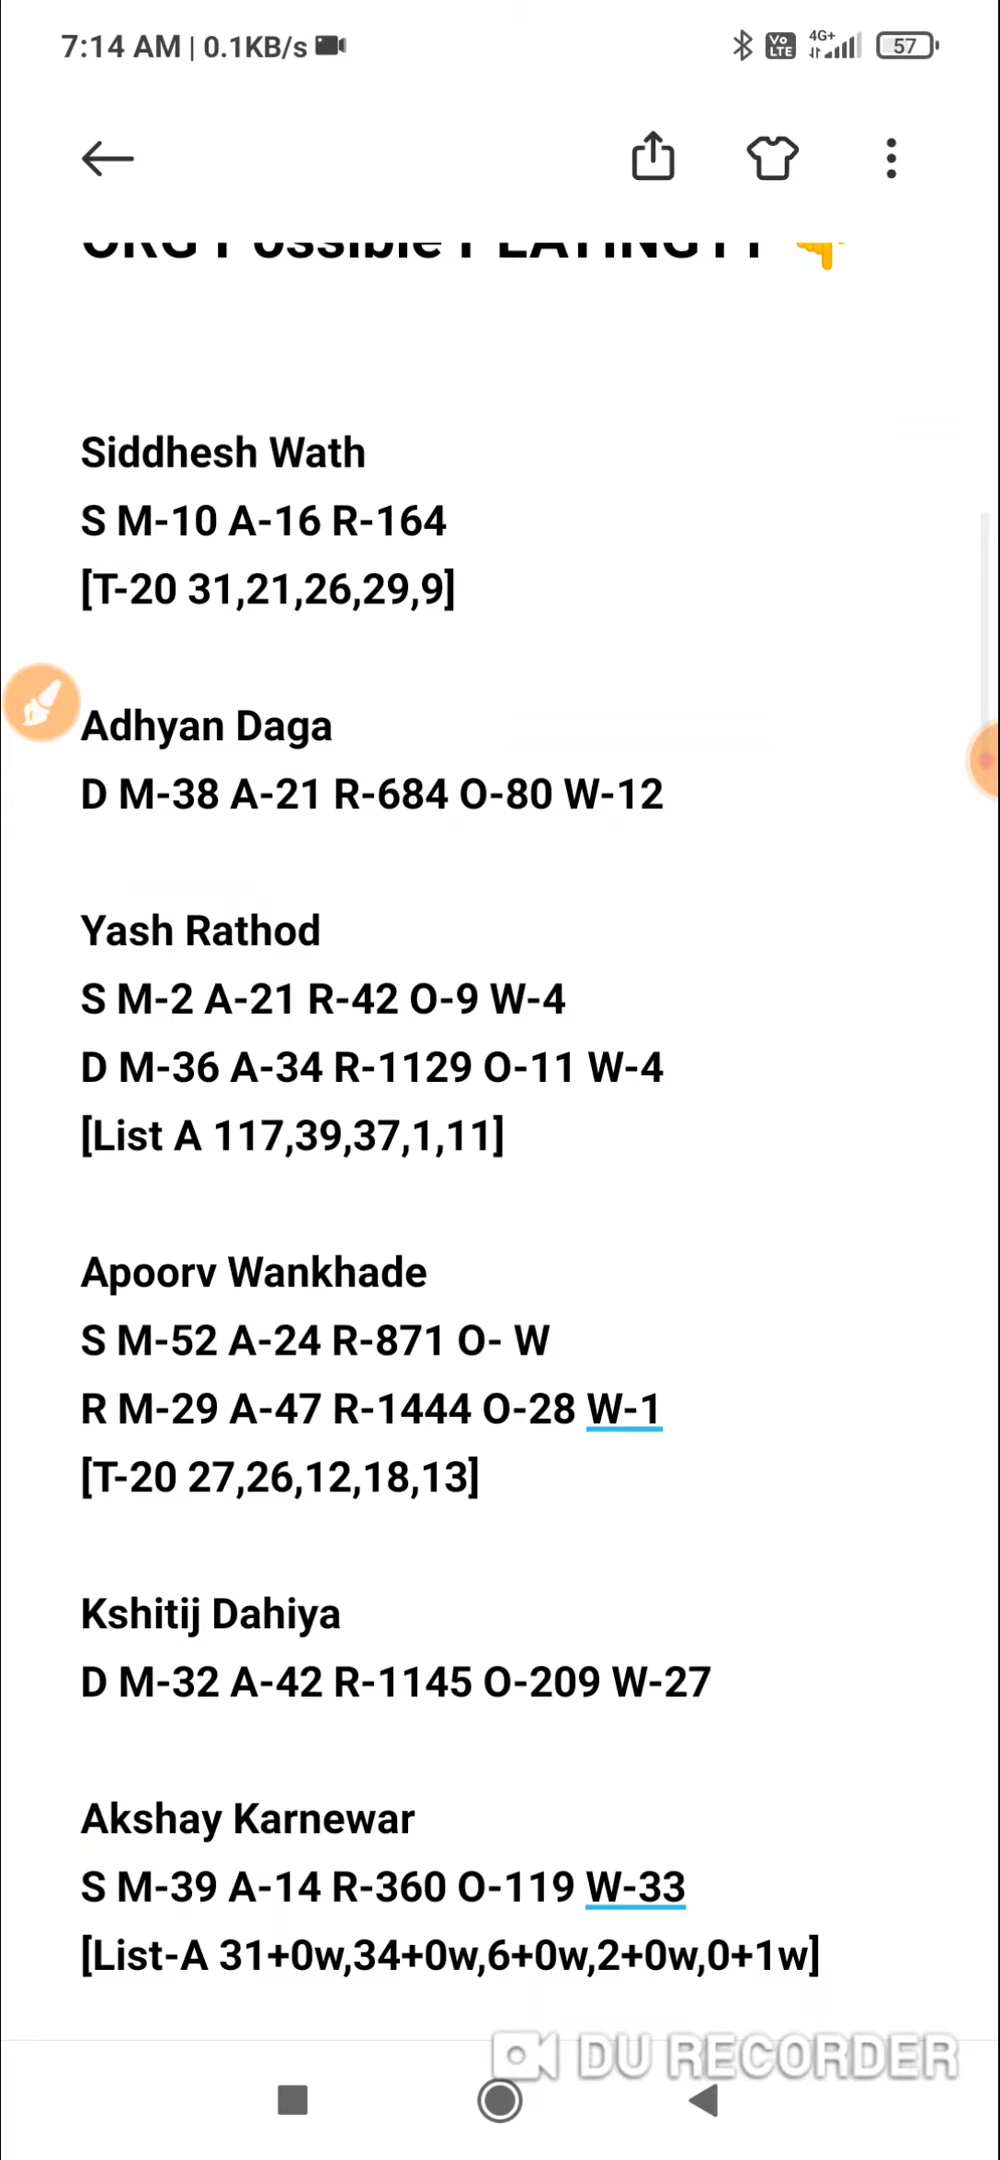 7:14 AM | 0.1KB/s
Vo LTE 4G+ 57
Siddhesh Wath
S M-10 A-16 R-164
[T-20 31,21,26,29,9]
Adhyan Daga
D M-38 A-21 R-684 O-80 W-12
Yash Rathod
S M-2 A-21 R-42 O-9 W-4
D M-36 A-34 R-1129 O-11 W-4
[List A 117,39,37,1,11]
Apoorv Wankhade
S M-52 A-24 R-871 O- W
R M-29 A-47 R-1444 O-28 W-1
[T-20 27,26,12,18,13]
Kshitij Dahiya
D M-32 A-42 R-1145 O-209 W-27
Akshay Karnewar
S M-39 A-14 R-360 O-119 W-33
[List-A 31+0w,34+0w,6+0w,2+0w,0+1w]
DU RECORDER